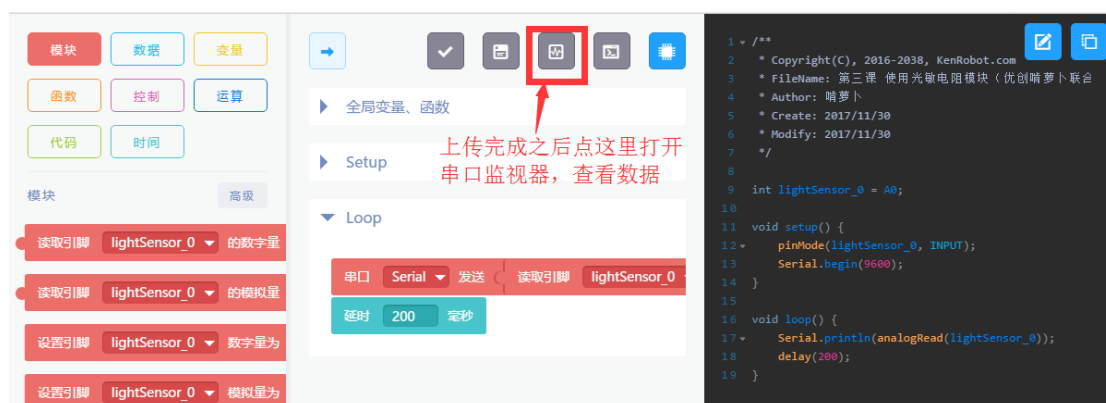 模块 数据 变量
函数 控制 运算
代码 时间
模块 高级
读取引脚 lightSensor_0 的数字量
读取引脚 lightSensor_0 的模拟量
设置引脚 lightSensor_0 数字量为
设置引脚 lightSensor_0 模拟量为
全局变量、函数
上传完成之后点这里打开
串口监视器，查看数据
Setup
Loop
串口 Serial 发送 读取引脚 lightSensor_0
延时 200 毫秒
1 /**
2 * Copyright(C), 2016-2038, KenRobot.com
3 * FileName: 第三课 使用光敏电阻模块（优创啃萝卜联合
4 * Author: 啃萝卜
5 * Create: 2017/11/30
6 * Modify: 2017/11/30
7 */
8
9 int lightSensor_0 = A0;
10
11 void setup() {
12 pinMode(lightSensor_0, INPUT);
13 Serial.begin(9600);
14 }
15
16 void loop() {
17 Serial.println(analogRead(lightSensor_0));
18 delay(200);
19 }